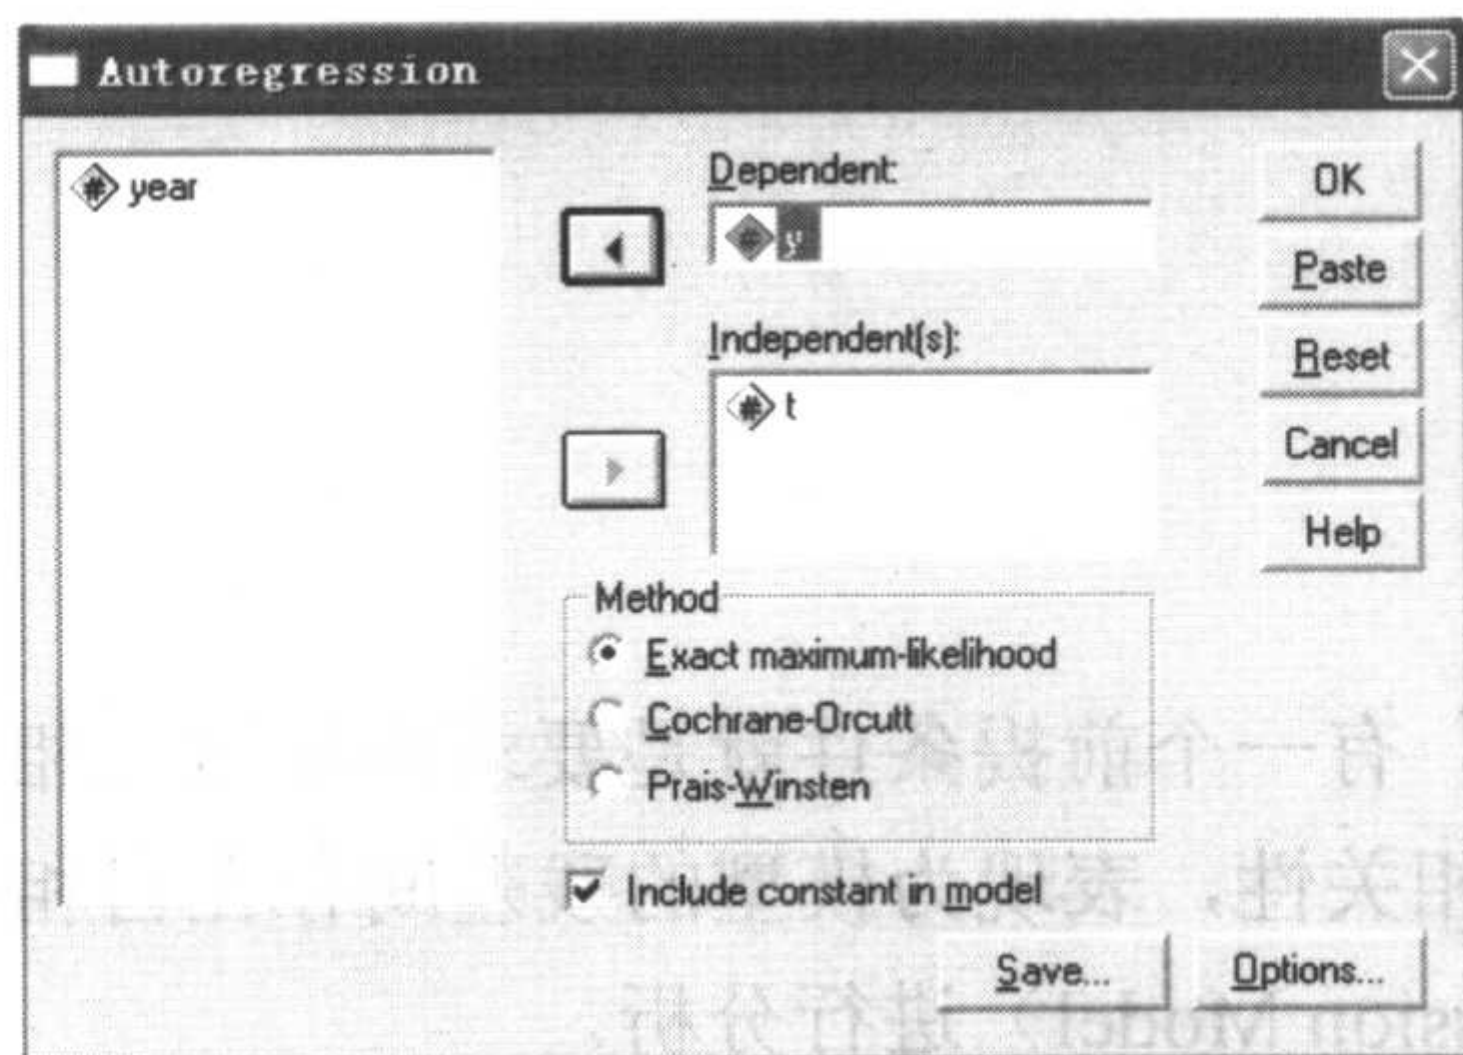 Autoregression
year
Dependent:
y
Independent(s):
t
Method
Exact maximum-likelihood
Cochrane-Orcutt
Prais-Winsten
Include constant in model
OK
Paste
Reset
Cancel
Help
Save...
Options...